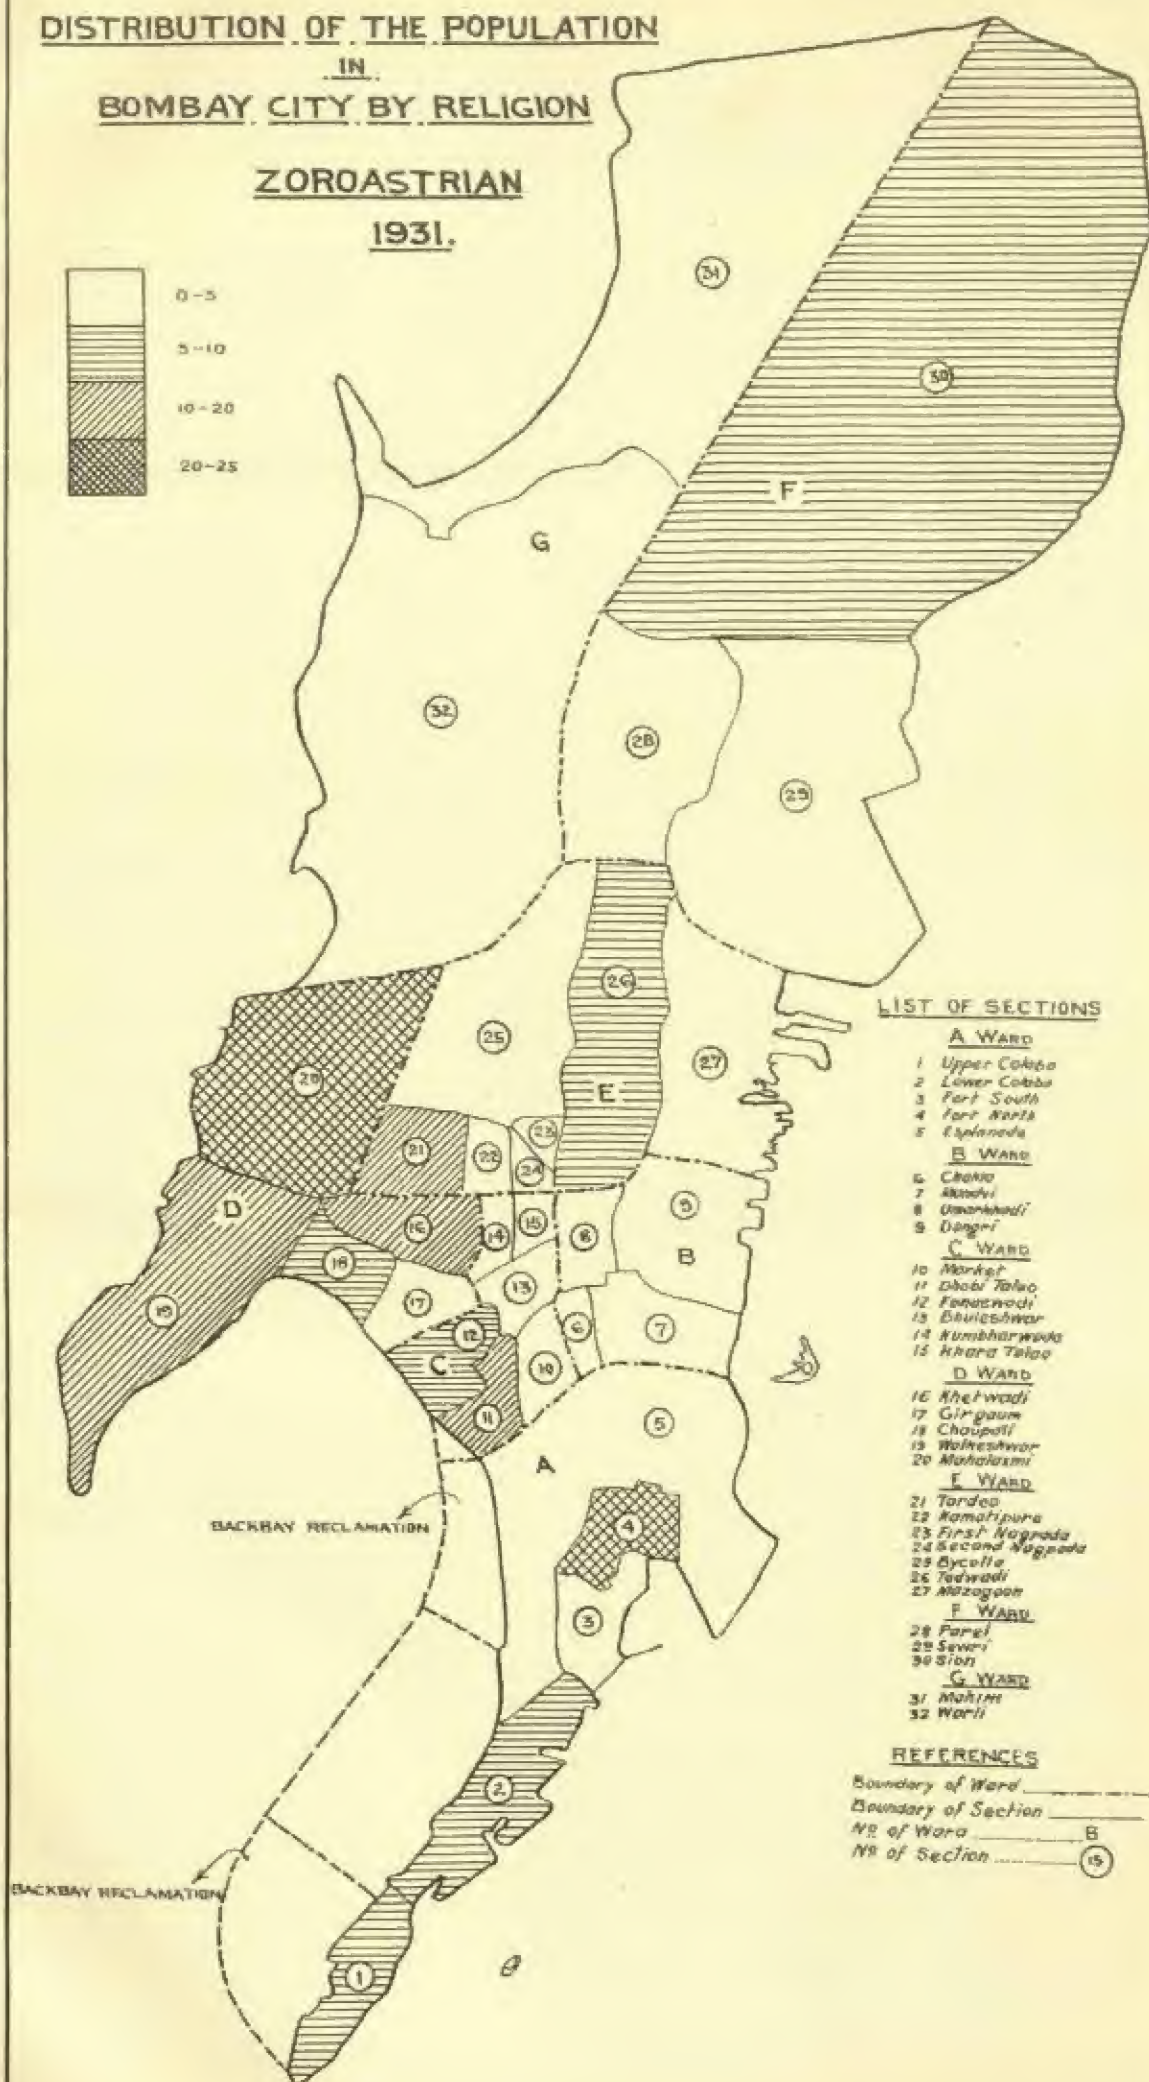 DISTRIBUTION OF THE POPULATION
IN
BOMBAY CITY BY RELIGION
ZOROASTRIAN
1931.
0-5
5-10
10-20
20-25
31
30
F
G
32
28
29
26
25
27
E
20
21
22
23
24
D
16
14
15
8
9
B
18
19
17
13
12
C
6
7
10
11
5
A
4
3
BACKBAY RECLAMATION
2
BACKBAY RECLAMATION
1
LIST OF SECTIONS
A WARD
1 Upper Colaba
2 Lower Colaba
3 Fort South
4 Fort North
5 Esplanade
B WARD
6 Chakla
7 Mandvi
8 Umarkhadi
9 Dongri
C WARD
10 Market
11 Dhobi Talao
12 Fanaswadi
13 Bhuleshwar
14 Kumbharwada
15 Khara Talao
D WARD
16 Khetwadi
17 Girgaum
18 Chaupati
19 Walkeshwar
20 Mahalaxmi
E WARD
21 Tardeo
22 Kamatipura
23 First Nagpada
24 Second Nagpada
25 Byculla
26 Tadwadi
27 Mazagaon
F WARD
28 Parel
29 Sewri
30 Sion
G WARD
31 Mahim
32 Worli
REFERENCES
Boundary of Ward
Boundary of Section
Nº of Ward B
Nº of Section 15